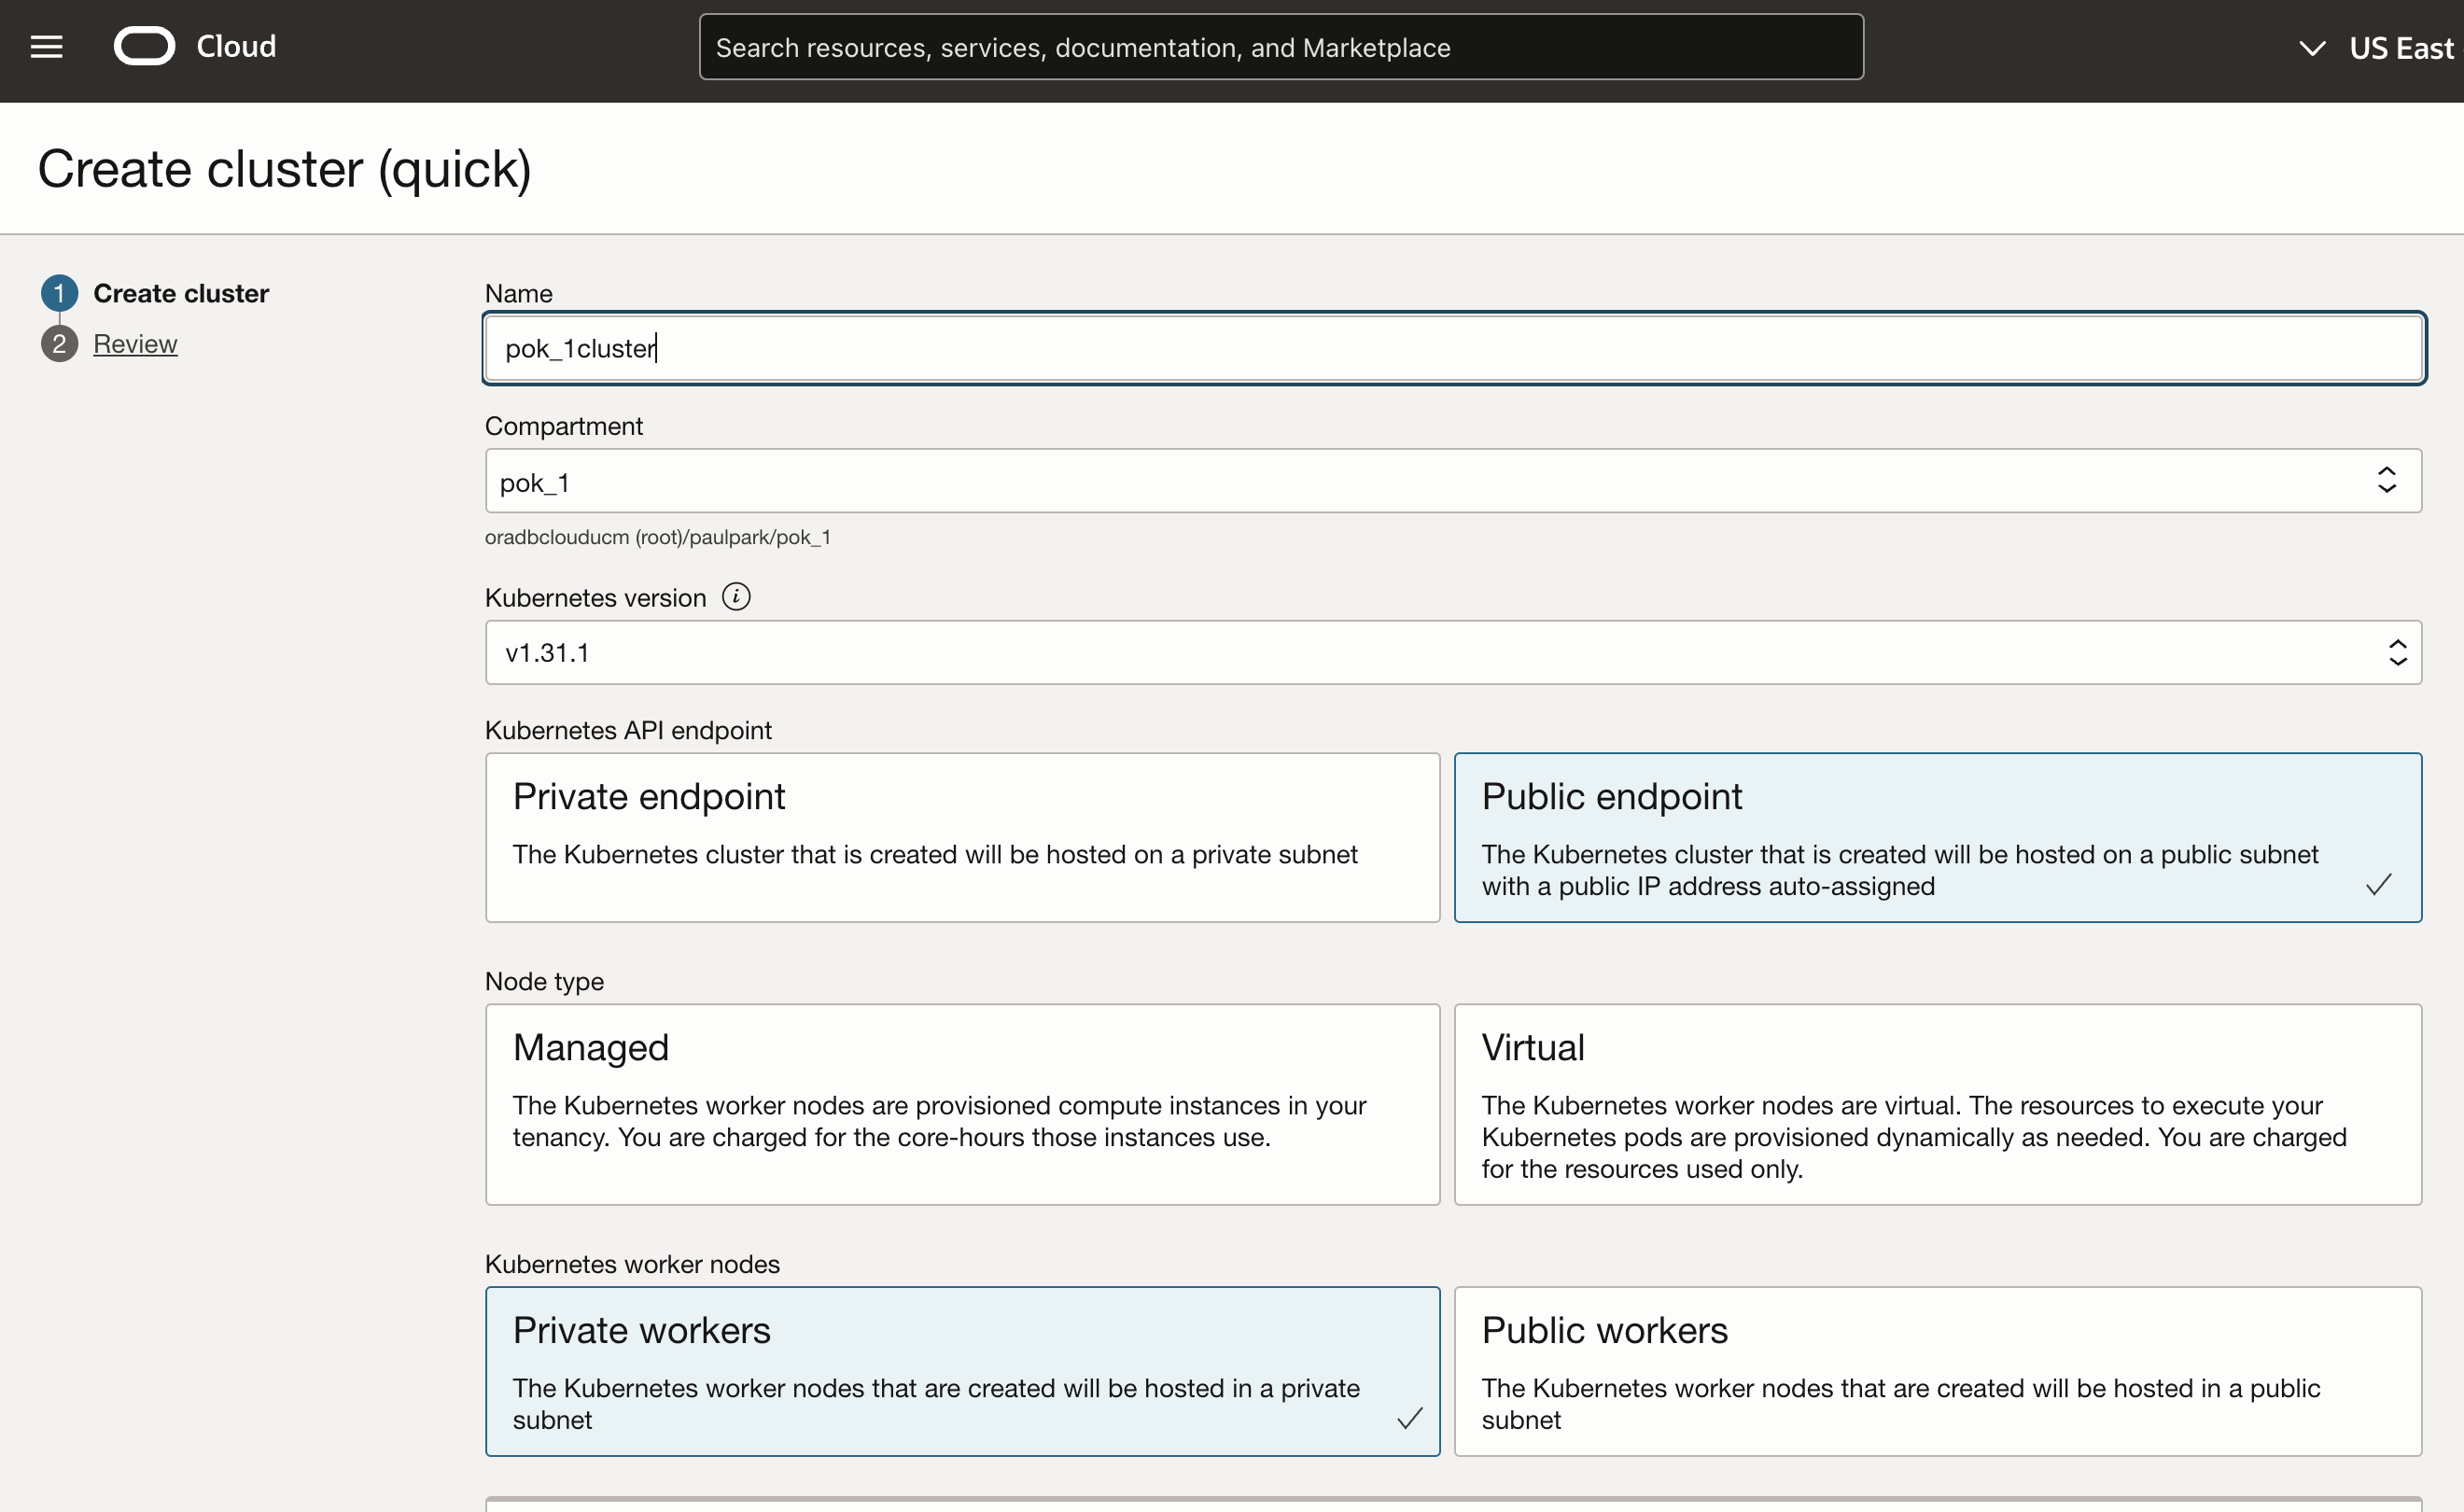 Cloud
Search resources, services, documentation, and Marketplace
US East
Create cluster (quick)
1 Create cluster
2 Review
Name
pok_1cluster
Compartment
pok_1
oradbclouducm (root)/paulpark/pok_1
Kubernetes version i
v1.31.1
Kubernetes API endpoint
Private endpoint
The Kubernetes cluster that is created will be hosted on a private subnet
Public endpoint
The Kubernetes cluster that is created will be hosted on a public subnet
with a public IP address auto-assigned
Node type
Managed
The Kubernetes worker nodes are provisioned compute instances in your
tenancy. You are charged for the core-hours those instances use.
Virtual
The Kubernetes worker nodes are virtual. The resources to execute your
Kubernetes pods are provisioned dynamically as needed. You are charged
for the resources used only.
Kubernetes worker nodes
Private workers
The Kubernetes worker nodes that are created will be hosted in a private
subnet
Public workers
The Kubernetes worker nodes that are created will be hosted in a public
subnet